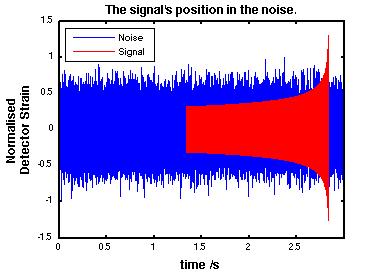 The signal's position in the noise.
Noise
Signal
1.5
1
0.5
0
-0.5
-1
-1.5
Normalised
Detector Strain
0 0.5 1 1.5 2 2.5
time /s